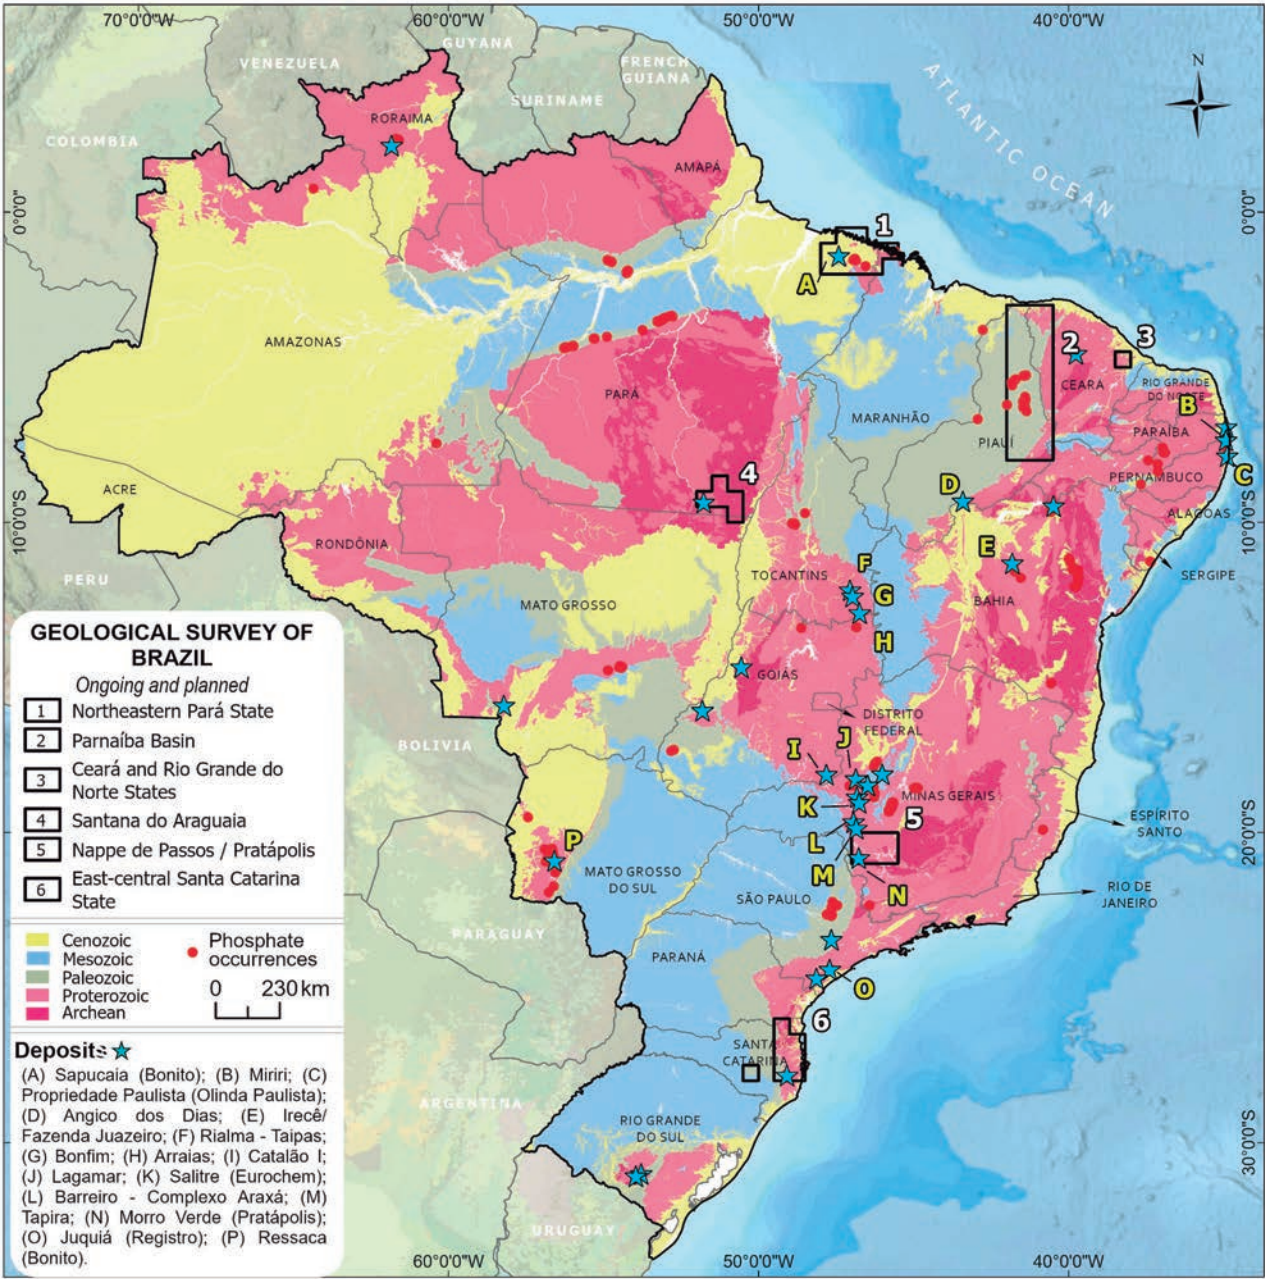 70°0'0"W 60°0'0"W 50°0'0"W 40°0'0"W
GUYANA
VENEZUELA
FRENCH
GUIANA
SURINAME
N
RORAIMA
COLOMBIA
ATLANTIC OCEAN
AMAPÁ
0°0'0"
0°0'0"
1
A
AMAZONAS
2
3
CEARA
RIO GRANDE
DO NORTE
PARÁ
B
MARANHÃO
PARAÍBA
PIAUÍ
4
PERNAMBUCO
C
D
ACRE
ALAGOAS
10°0'0"S
10°0'0"S
RONDÔNIA
E
F
TOCANTINS
SERGIPE
PERU
G
MATO GROSSO
BAHIA
H
GOIÁS
DISTRITO
FEDERAL
BOLIVIA
J
I
MINAS GERAIS
K
5
ESPÍRITO
SANTO
20°0'0"S
P
L
MATO GROSSO
DO SUL
M
RIO DE
JANEIRO
SÃO PAULO
N
PARAGUAY
PARANÁ
O
6
SANTA
CATARINA
ARGENTINA
RIO GRANDE
DO SUL
30°0'0"S
URUGUAY
GEOLOGICAL SURVEY OF
BRAZIL
Ongoing and planned
1 Northeastern Pará State
2 Parnaíba Basin
3 Ceará and Rio Grande do
Norte States
4 Santana do Araguaia
5 Nappe de Passos / Pratápolis
6 East-central Santa Catarina
State
Cenozoic
Mesozoic
Paleozoic
Proterozoic
Archean
Phosphate
occurrences
0 230 km
Deposits
(A) Sapucaia (Bonito); (B) Miriri; (C)
Propriedade Paulista (Olinda Paulista);
(D) Angico dos Dias; (E) Irecê/
Fazenda Juazeiro; (F) Rialma - Taipas;
(G) Bonfim; (H) Arraias; (I) Catalão I;
(J) Lagamar; (K) Salitre (Eurochem);
(L) Barreiro - Complexo Araxá; (M)
Tapira; (N) Morro Verde (Pratápolis);
(O) Juquiá (Registro); (P) Ressaca
(Bonito).
60°0'0"W 50°0'0"W 40°0'0"W